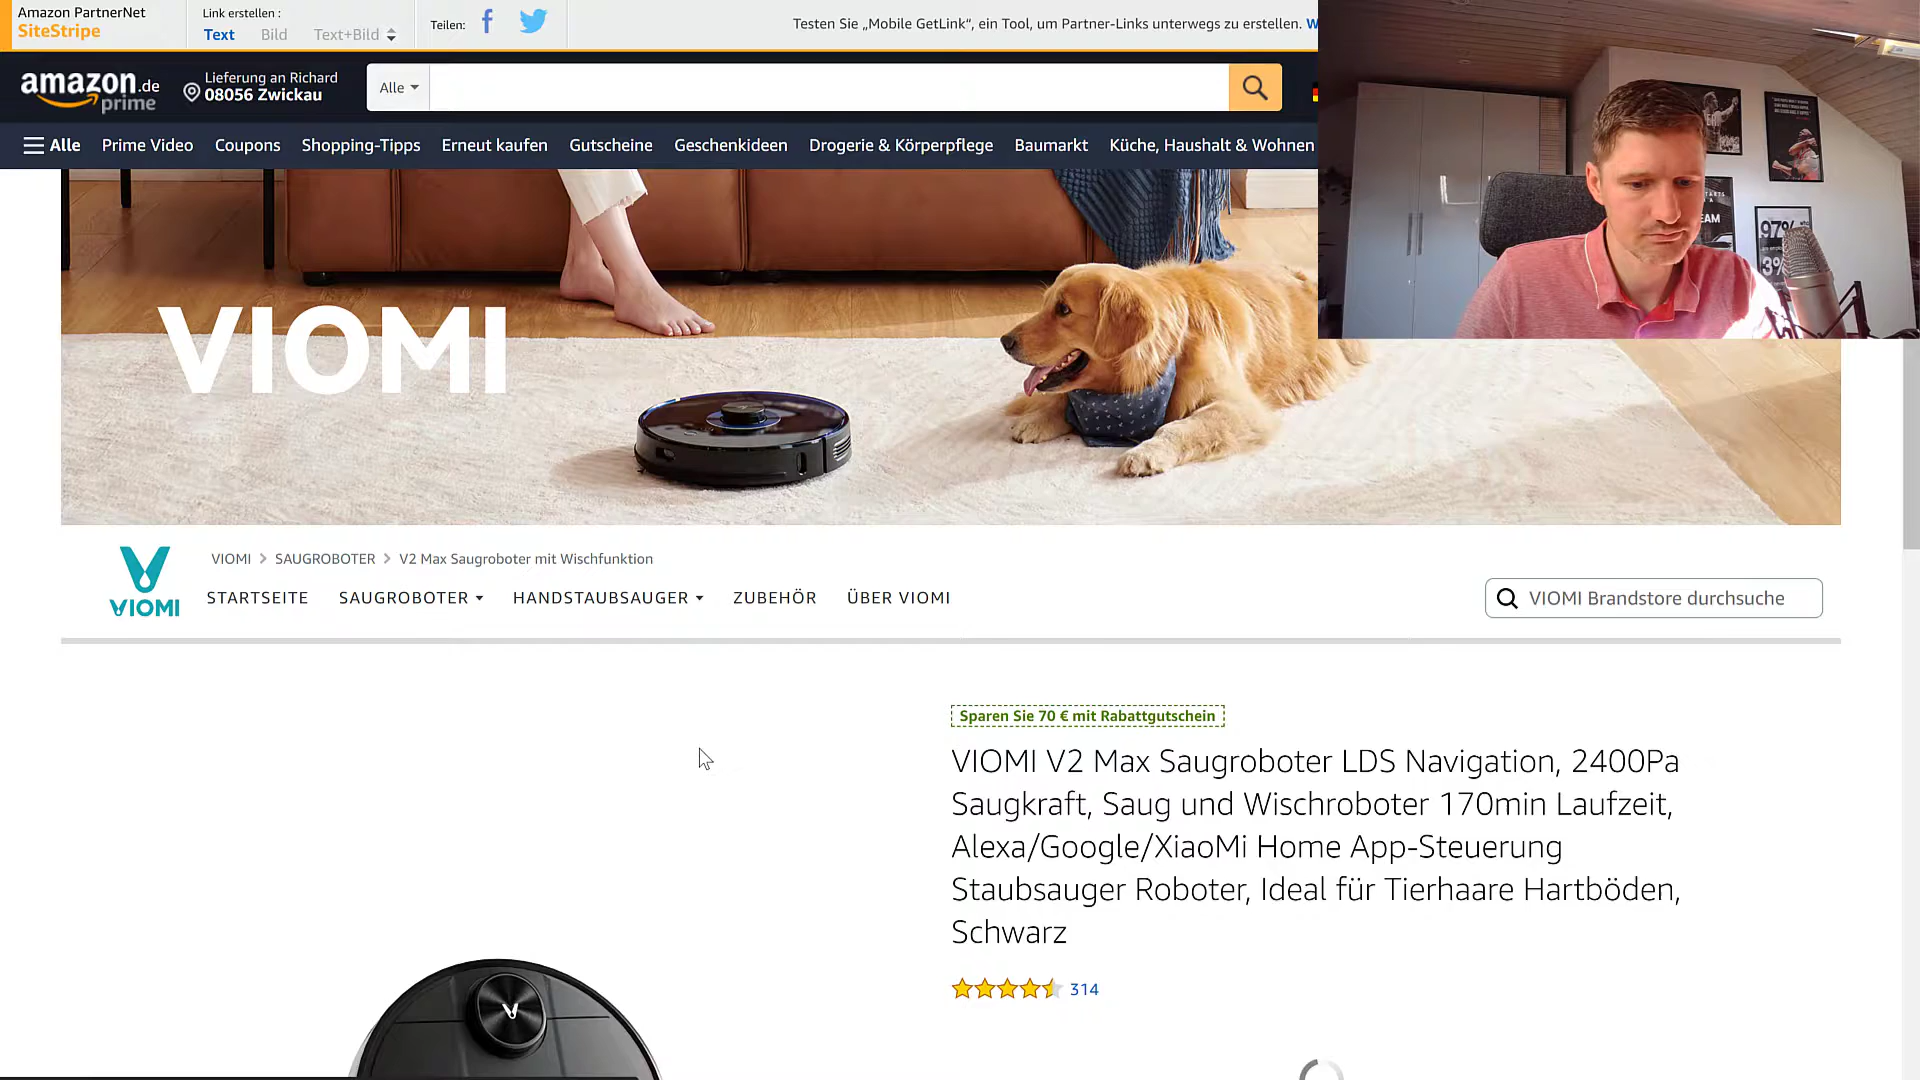 Amazon PartnerNet
SiteStripe
Link erstellen :
Text Bild Text+Bild
Teilen:
Testen Sie „Mobile GetLink“, ein Tool, um Partner-Links unterwegs zu erstellen. W
amazon.de
prime
Lieferung an Richard
08056 Zwickau
Alle
Alle Prime Video Coupons Shopping-Tipps Erneut kaufen Gutscheine Geschenkideen Drogerie & Körperpflege Baumarkt Küche, Haushalt & Wohnen
EAM
97%
3%
VIOMI
VIOMI
VIOMI > SAUGROBOTER > V2 Max Saugroboter mit Wischfunktion
STARTSEITE SAUGROBOTER HANDSTAUBSAUGER ZUBEHÖR ÜBER VIOMI
VIOMI Brandstore durchsuche
Sparen Sie 70 € mit Rabattgutschein
VIOMI V2 Max Saugroboter LDS Navigation, 2400Pa
Saugkraft, Saug und Wischroboter 170min Laufzeit,
Alexa/Google/XiaoMi Home App-Steuerung
Staubsauger Roboter, Ideal für Tierhaare Hartböden,
Schwarz
314